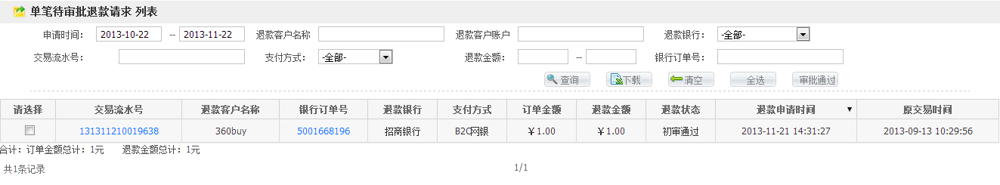 单笔待审批退款请求 列表
申请时间： 2013-10-22 -- 2013-11-22 退款客户名称 退款客户账户 退款银行： -全部-
交易流水号： 支付方式： -全部- 退款金额： -- 银行订单号：
查询 下载 清空 全选 审批通过
请选择 交易流水号 退款客户名称 银行订单号 退款银行 支付方式 订单金额 退款金额 退款状态 退款申请时间 ▼ 原交易时间
131311210019638 360buy 5001668196 招商银行 B2C网银 ￥1.00 ￥1.00 初审通过 2013-11-21 14:31:27 2013-09-13 10:29:56
合计：订单金额总计：1元 退款金额总计：1元
共1条记录 1/1